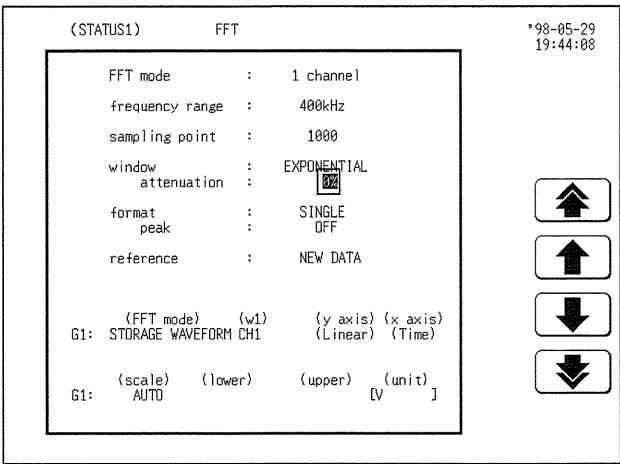 (STATUS1) FFT '98-05-29
19:44:08
FFT mode : 1 channel
frequency range : 400kHz
sampling point : 1000
window : EXPONENTIAL
attenuation : 0%
format : SINGLE
peak : OFF
reference : NEW DATA
(FFT mode) (w1) (y axis) (x axis)
G1: STORAGE WAVEFORM CH1 (Linear) (Time)
(scale) (lower) (upper) (unit)
G1: AUTO [V ]